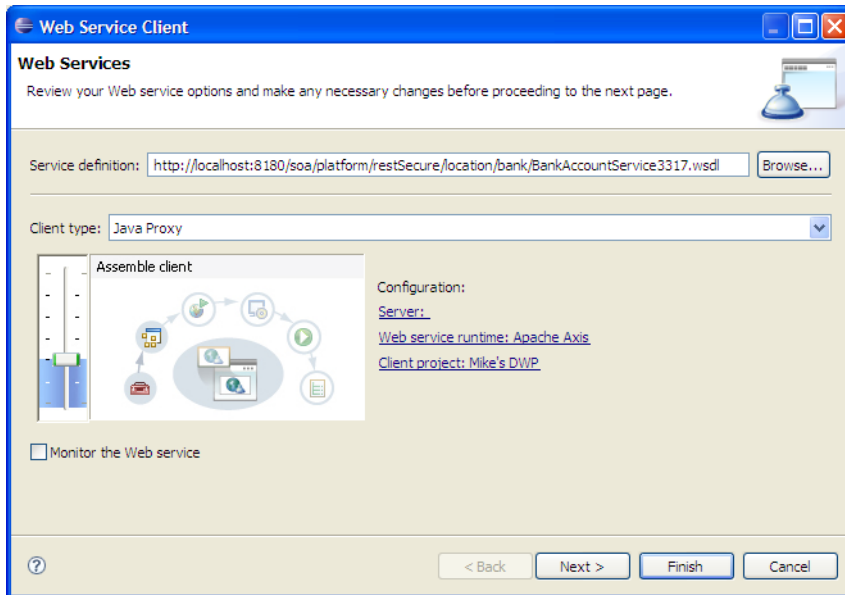 Web Service Client
Web Services
Review your Web service options and make any necessary changes before proceeding to the next page.
Service definition: http://localhost:8180/soa/platform/restSecure/location/bank/BankAccountService3317.wsdl Browse...
Client type: Java Proxy
Assemble client
Configuration:
Server:
Web service runtime: Apache Axis
Client project: Mike's DWP
Monitor the Web service
? < Back Next > Finish Cancel